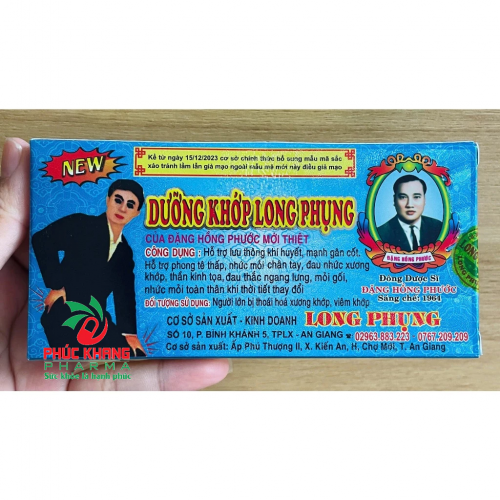 NEW
Kể từ ngày 15/12/2023 cơ sở chính thức bổ sung mẫu mã sắc
xảo tránh lầm lẫn giả mạo ngoài mẫu mã mới này điều giả mạo
DƯỠNG KHỚP LONG PHỤNG
CỦA ĐẶNG HỒNG PHƯỚC MỚI THIỆT
CÔNG DỤNG : Hỗ trợ lưu thông khí huyết, mạnh gân cốt.
Hỗ trợ phong tê thấp, nhức mỏi chân tay, đau nhức xương
khớp, thần kinh tọa, đau thắc ngang lưng, mỏi gối,
nhức mỏi toàn thân khi thời tiết thay đổi
ĐỐI TƯỢNG SỬ DỤNG: Người lớn bị thoái hoá xương khớp, viêm khớp
ĐẶNG HỒNG PHƯỚC
Đông Dược Sĩ
ĐẶNG HỒNG PHƯỚC
Sáng chế: 1964
CƠ SỞ SẢN XUẤT - KINH DOANH LONG PHỤNG
SỐ 10, P. BÌNH KHÁNH 5, TPLX - AN GIANG ☎ 02963.883.223 - 0767.209.209
Cơ sở sản xuất: Ấp Phú Thượng II, X. Kiến An, H. Chợ Mới, T. An Giang
PHÚC KHANG
PHARMA
Sức Khỏe Là Hạnh phúc